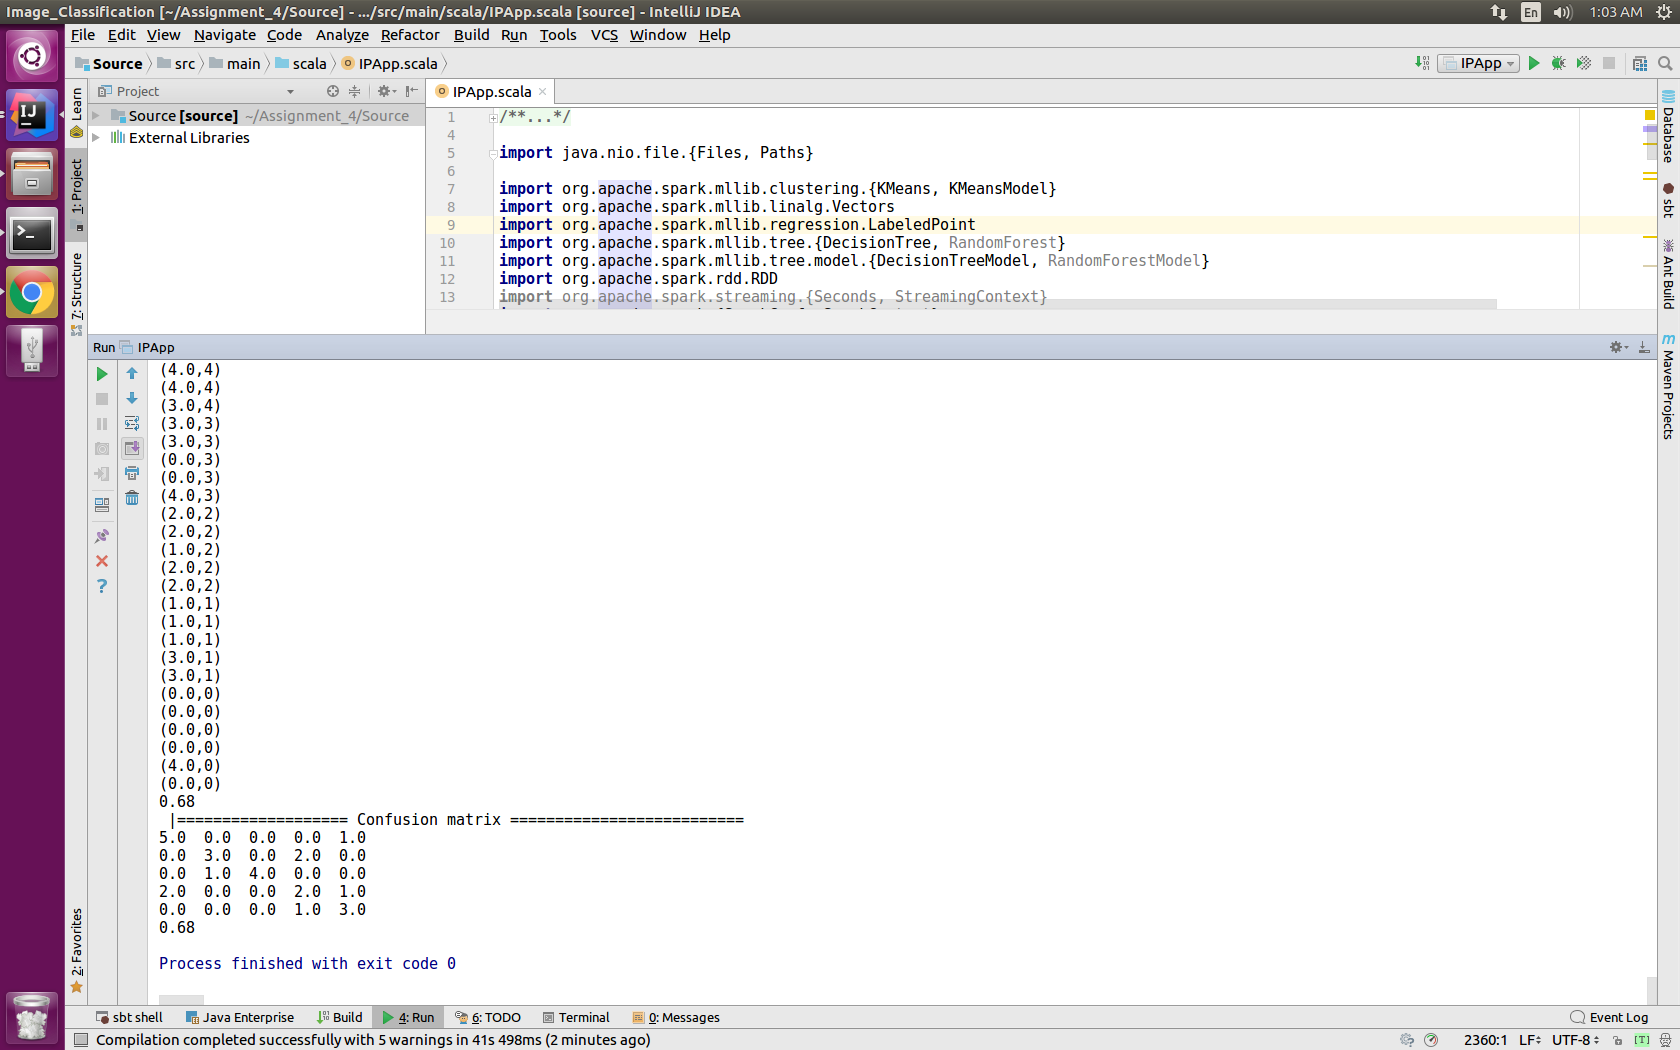 Image_Classification [~/Assignment_4/Source] - .../src/main/scala/IPApp.scala [source] - IntelliJ IDEA
En
1:03 AM
File Edit View Navigate Code Analyze Refactor Build Run Tools VCS Window Help
Source src main scala IPApp.scala
IPApp
Learn
1: Project
7: Structure
2: Favorites
Project
Source [source] ~/Assignment_4/Source
External Libraries
IPApp.scala
1 /**...*/
4
5 import java.nio.file.{Files, Paths}
6
7 import org.apache.spark.mllib.clustering.{KMeans, KMeansModel}
8 import org.apache.spark.mllib.linalg.Vectors
9 import org.apache.spark.mllib.regression.LabeledPoint
10 import org.apache.spark.mllib.tree.{DecisionTree, RandomForest}
11 import org.apache.spark.mllib.tree.model.{DecisionTreeModel, RandomForestModel}
12 import org.apache.spark.rdd.RDD
13 import org.apache.spark.streaming.{Seconds, StreamingContext}
Database
sbt
Ant Build
m
Maven Projects
Run IPApp
(4.0,4)
(4.0,4)
(3.0,4)
(3.0,3)
(3.0,3)
(0.0,3)
(0.0,3)
(4.0,3)
(2.0,2)
(2.0,2)
(1.0,2)
(2.0,2)
(2.0,2)
(1.0,1)
(1.0,1)
(1.0,1)
(3.0,1)
(3.0,1)
(0.0,0)
(0.0,0)
(0.0,0)
(0.0,0)
(4.0,0)
(0.0,0)
0.68
|=================== Confusion matrix ==========================
5.0 0.0 0.0 0.0 1.0
0.0 3.0 0.0 2.0 0.0
0.0 1.0 4.0 0.0 0.0
2.0 0.0 0.0 2.0 1.0
0.0 0.0 0.0 1.0 3.0
0.68
Process finished with exit code 0
sbt shell Java Enterprise Build 4: Run 6: TODO Terminal 0: Messages Event Log
Compilation completed successfully with 5 warnings in 41s 498ms (2 minutes ago) 2360:1 LF UTF-8 [T]